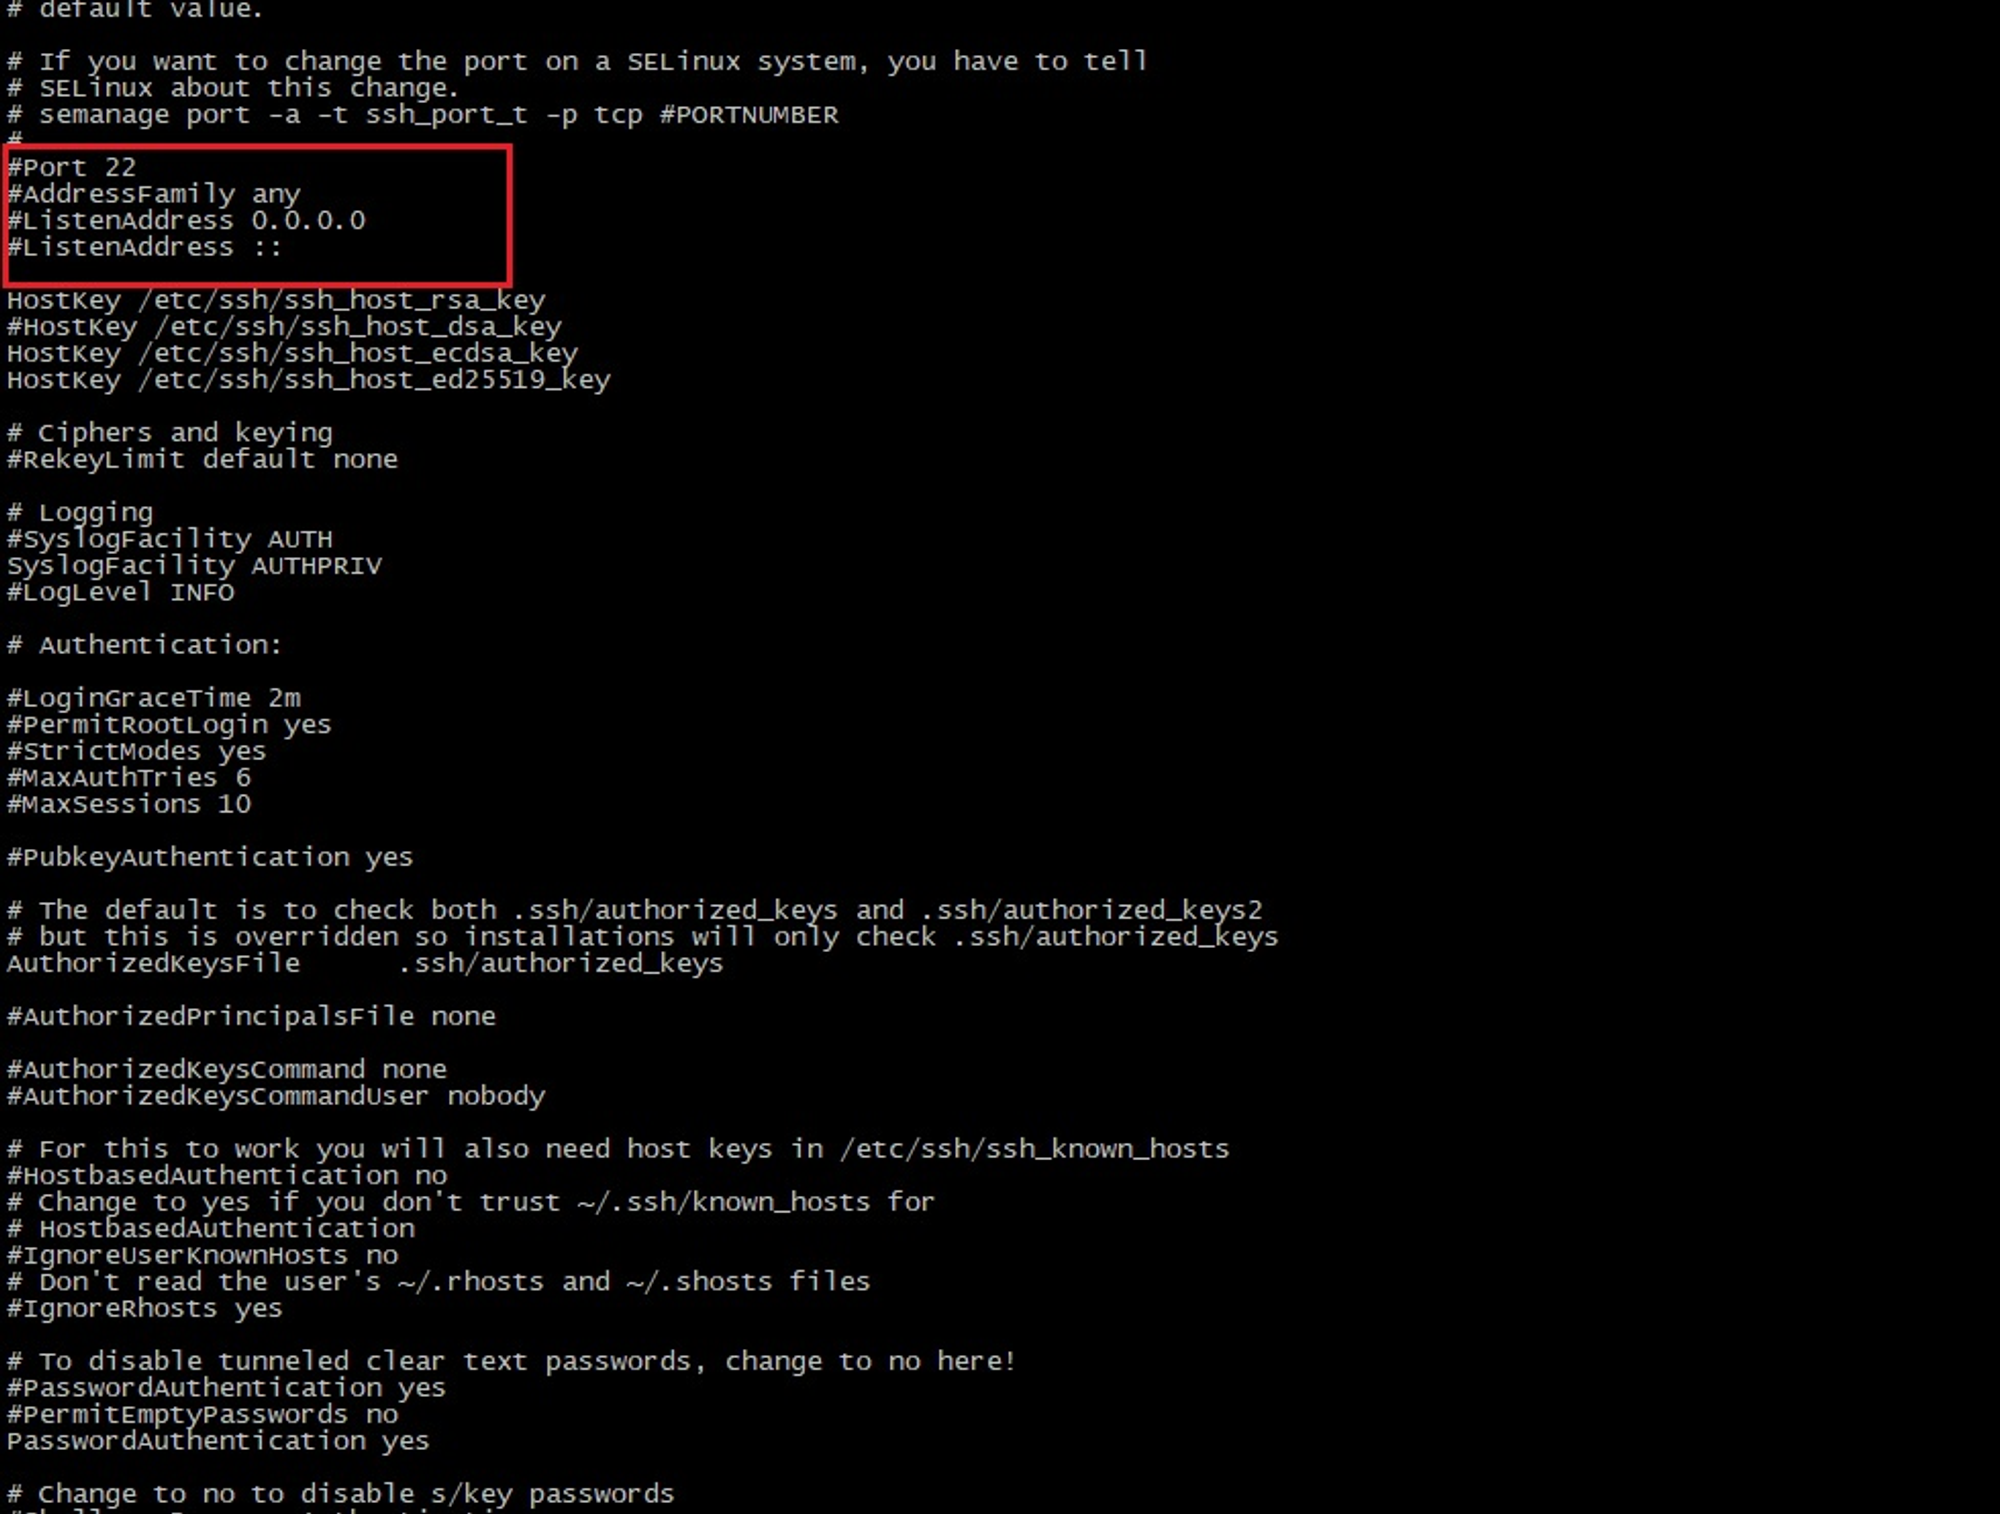 # default value.
# If you want to change the port on a SELinux system, you have to tell
# SELinux about this change.
# semanage port -a -t ssh_port_t -p tcp #PORTNUMBER
#
#Port 22
#AddressFamily any
#ListenAddress 0.0.0.0
#ListenAddress ::
HostKey /etc/ssh/ssh_host_rsa_key
#HostKey /etc/ssh/ssh_host_dsa_key
HostKey /etc/ssh/ssh_host_ecdsa_key
HostKey /etc/ssh/ssh_host_ed25519_key
# Ciphers and keying
#RekeyLimit default none
# Logging
#SyslogFacility AUTH
SyslogFacility AUTHPRIV
#LogLevel INFO
# Authentication:
#LoginGraceTime 2m
#PermitRootLogin yes
#StrictModes yes
#MaxAuthTries 6
#MaxSessions 10
#PubkeyAuthentication yes
# The default is to check both .ssh/authorized_keys and .ssh/authorized_keys2
# but this is overridden so installations will only check .ssh/authorized_keys
AuthorizedKeysFile      .ssh/authorized_keys
#AuthorizedPrincipalsFile none
#AuthorizedKeysCommand none
#AuthorizedKeysCommandUser nobody
# For this to work you will also need host keys in /etc/ssh/ssh_known_hosts
#HostbasedAuthentication no
# Change to yes if you don't trust ~/.ssh/known_hosts for
# HostbasedAuthentication
#IgnoreUserKnownHosts no
# Don't read the user's ~/.rhosts and ~/.shosts files
#IgnoreRhosts yes
# To disable tunneled clear text passwords, change to no here!
#PasswordAuthentication yes
#PermitEmptyPasswords no
PasswordAuthentication yes
# Change to no to disable s/key passwords